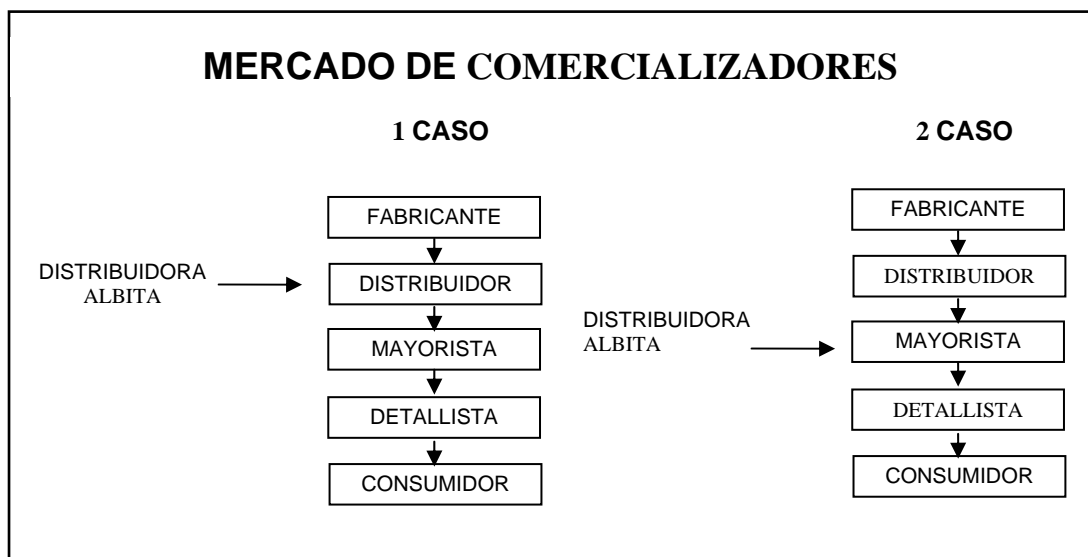 MERCADO DE COMERCIALIZADORES
1 CASO
FABRICANTE
DISTRIBUIDORA
ALBITA
DISTRIBUIDOR
MAYORISTA
DETALLISTA
CONSUMIDOR
2 CASO
FABRICANTE
DISTRIBUIDOR
DISTRIBUIDORA
ALBITA
MAYORISTA
DETALLISTA
CONSUMIDOR